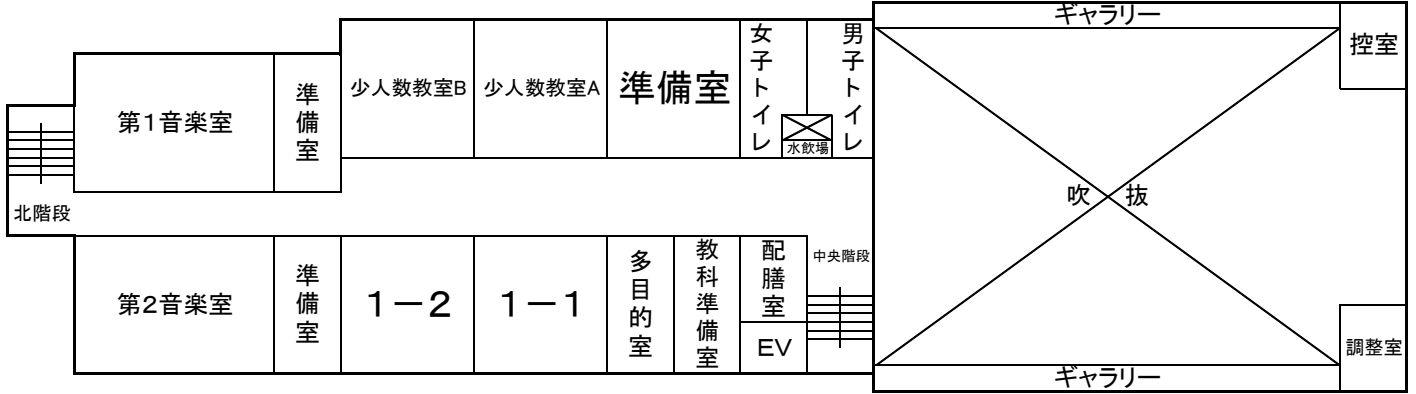 ギャラリー
控室
第1音楽室
準備室
少人数教室B
少人数教室A
準備室
女子トイレ
水飲場
男子トイレ
吹抜
北階段
第2音楽室
準備室
1-2
1-1
多目的室
教科準備室
配膳室
EV
中央階段
調整室
ギャラリー